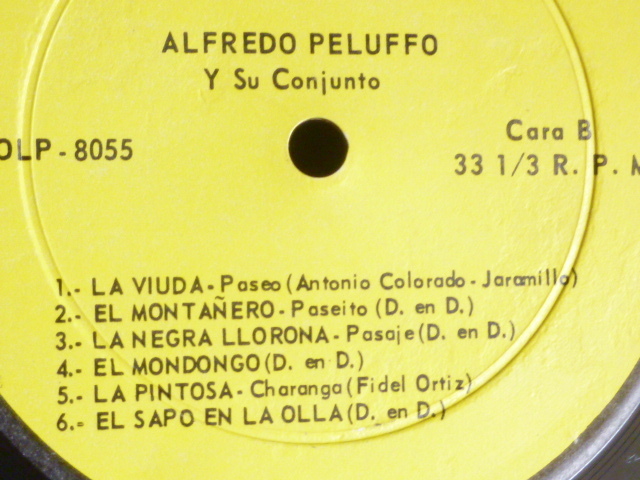 ALFREDO PELUFFO
Y Su Conjunto
OLP - 8055
Cara B
33 1/3 R. P. M
1.- LA VIUDA - Paseo (Antonio Colorado - Jaramillo)
2.- EL MONTAÑERO - Paseito (D. en D.)
3.- LA NEGRA LLORONA - Pasaje (D. en D.)
4.- EL MONDONGO (D. en D.)
5.- LA PINTOSA - Charanga (Fidel Ortiz)
6.- EL SAPO EN LA OLLA (D. en D.)